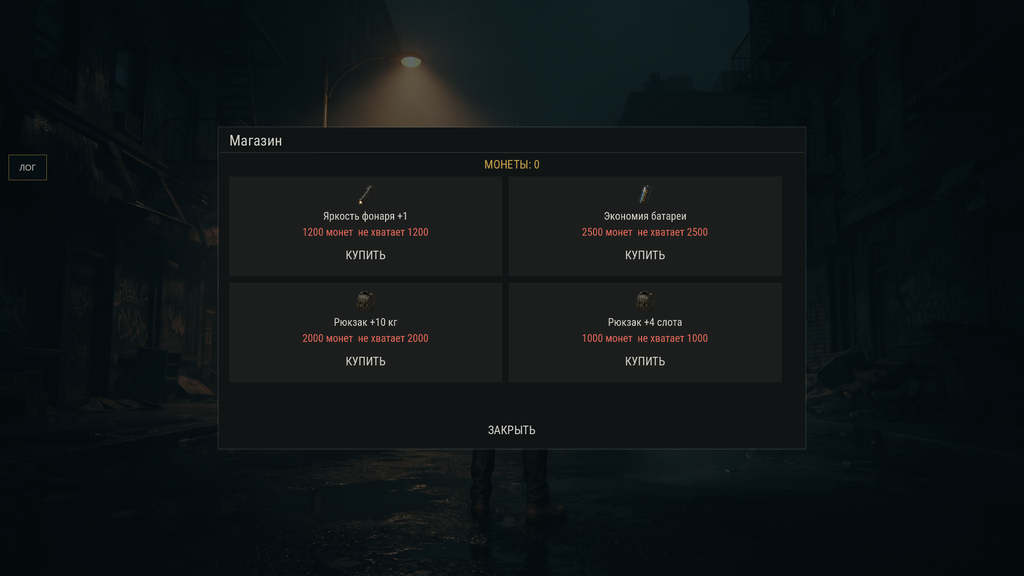 ЛОГ
Магазин
МОНЕТЫ: 0
Яркость фонаря +1
1200 монет не хватает 1200
КУПИТЬ
Экономия батареи
2500 монет не хватает 2500
КУПИТЬ
Рюкзак +10 кг
2000 монет не хватает 2000
КУПИТЬ
Рюкзак +4 слота
1000 монет не хватает 1000
КУПИТЬ
ЗАКРЫТЬ